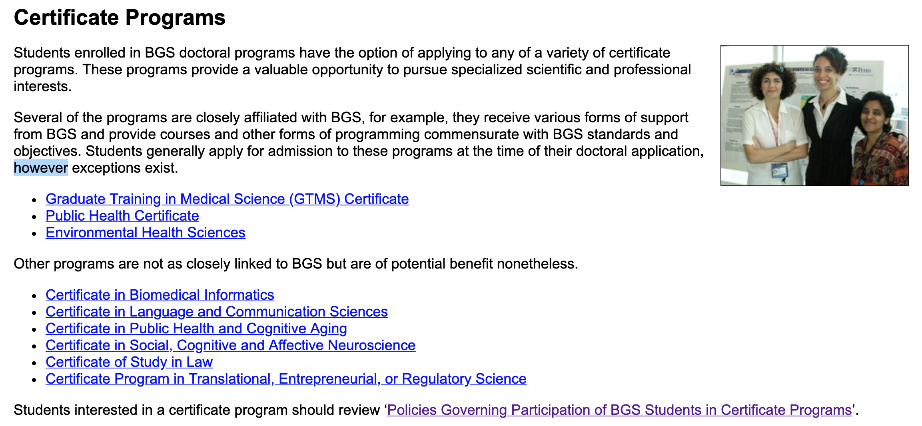 Certificate Programs
Students enrolled in BGS doctoral programs have the option of applying to any of a variety of certificate
programs. These programs provide a valuable opportunity to pursue specialized scientific and professional
interests.
Several of the programs are closely affiliated with BGS, for example, they receive various forms of support
from BGS and provide courses and other forms of programming commensurate with BGS standards and
objectives. Students generally apply for admission to these programs at the time of their doctoral application,
however exceptions exist.
• Graduate Training in Medical Science (GTMS) Certificate
• Public Health Certificate
• Environmental Health Sciences
Other programs are not as closely linked to BGS but are of potential benefit nonetheless.
• Certificate in Biomedical Informatics
• Certificate in Language and Communication Sciences
• Certificate in Public Health and Cognitive Aging
• Certificate in Social, Cognitive and Affective Neuroscience
• Certificate of Study in Law
• Certificate Program in Translational, Entrepreneurial, or Regulatory Science
Students interested in a certificate program should review ‘Policies Governing Participation of BGS Students in Certificate Programs’.